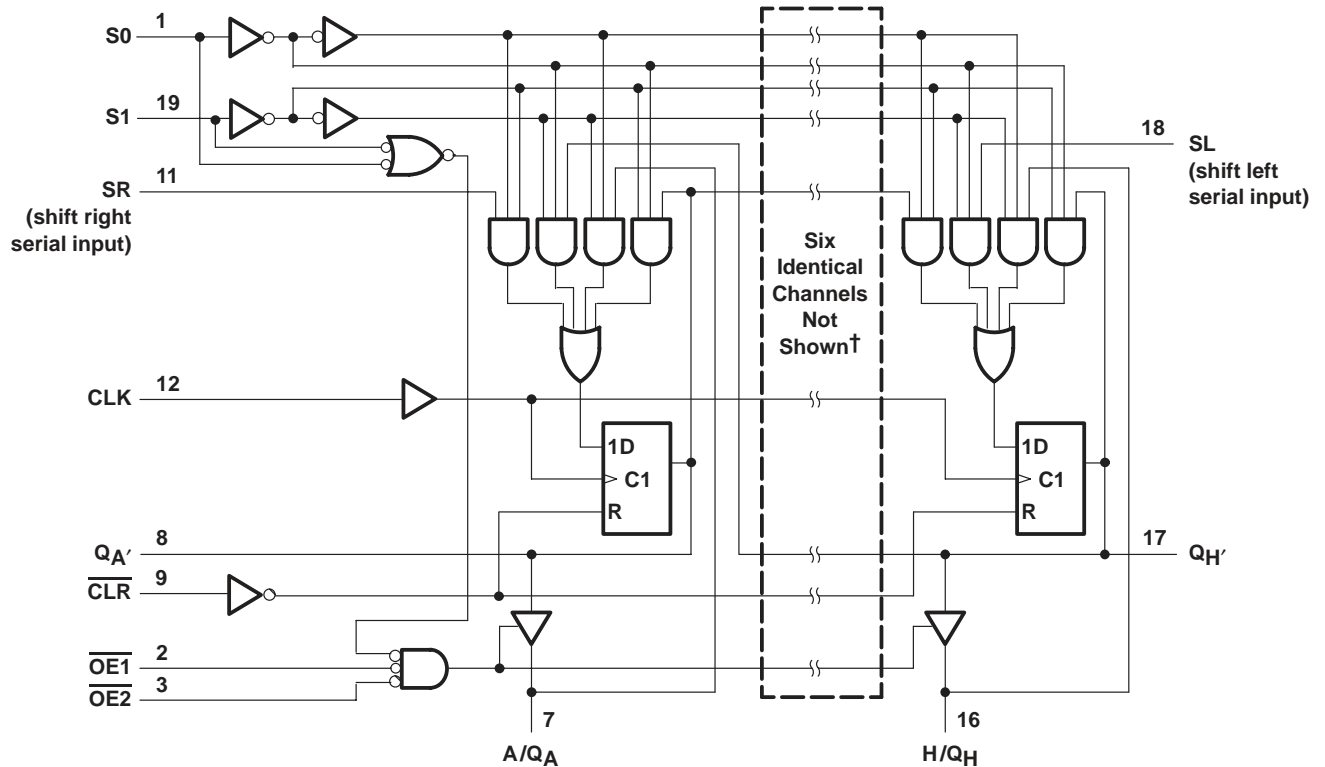 S0 1
S1 19
SR 11
(shift right
serial input)
18 SL
(shift left
serial input)
Six
Identical
Channels
Not
Shown†
CLK 12
1D
C1
R
1D
C1
R
QA′ 8
17 QH′
CLR 9
OE1 2
OE2 3
7
A/QA
16
H/QH